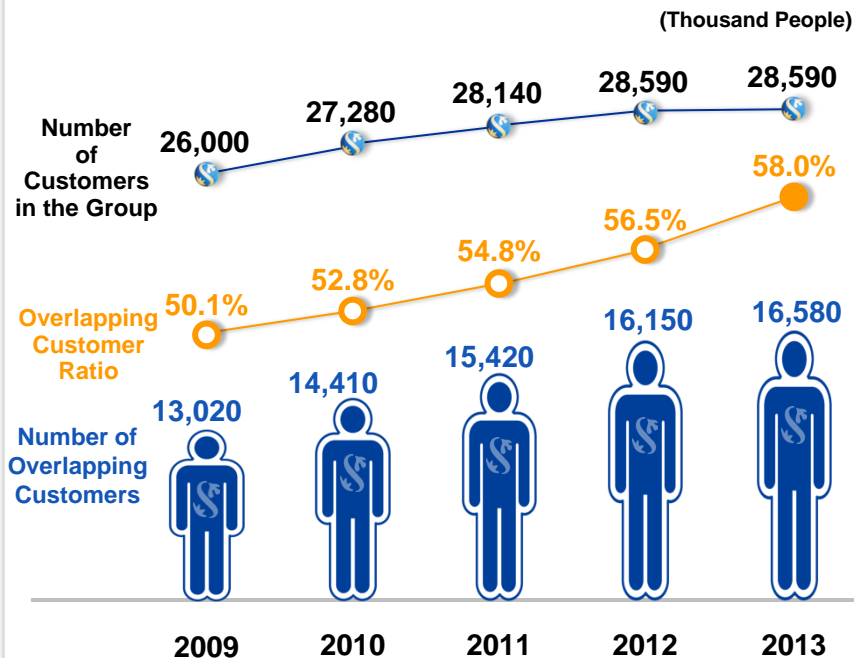 (Thousand People)
26,000
27,280
28,140
28,590
28,590
Number
of
Customers
in the Group
50.1%
52.8%
54.8%
56.5%
58.0%
Overlapping
Customer
Ratio
13,020
14,410
15,420
16,150
16,580
Number of
Overlapping
Customers
2009
2010
2011
2012
2013